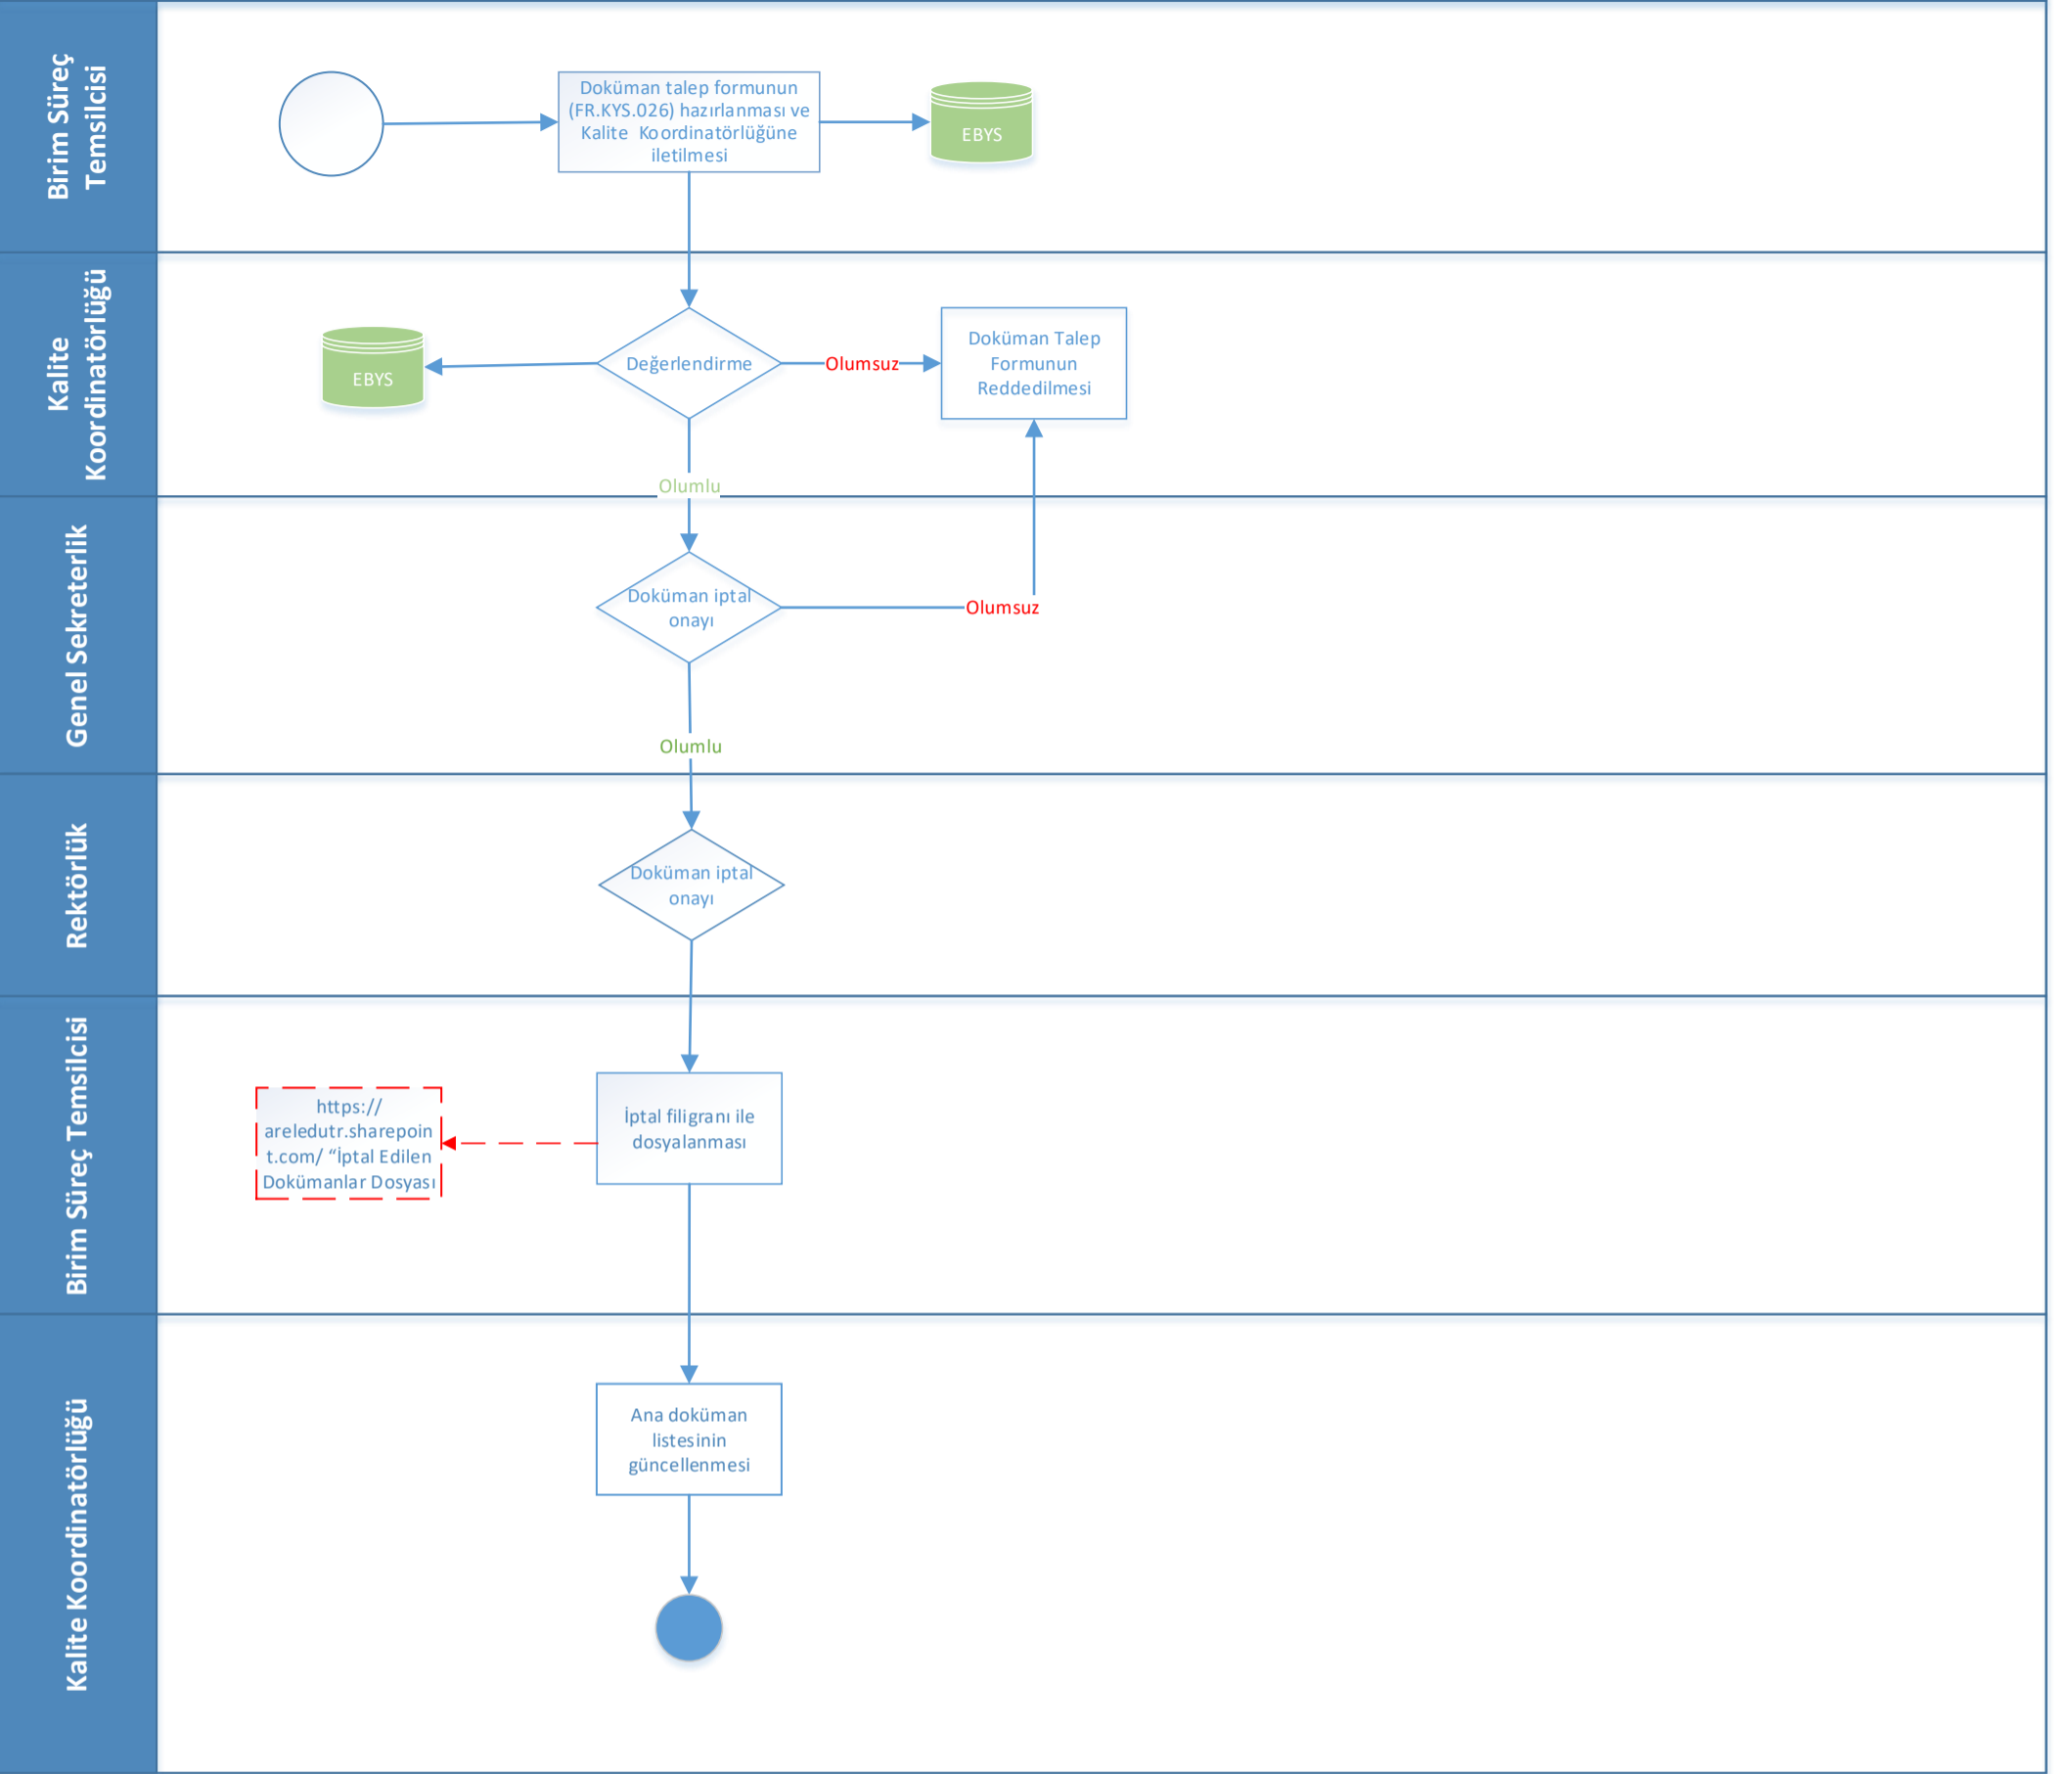 Birim Süreç
Temsilcisi
Doküman talep formunun
(FR.KYS.026) hazırlanması ve
Kalite Koordinatörlüğüne
iletilmesi
EBYS
Kalite
Koordinatörlüğü
EBYS
Değerlendirme
Olumsuz
Doküman Talep
Formunun
Reddedilmesi
Olumlu
Genel Sekreterlik
Doküman iptal
onayı
Olumsuz
Olumlu
Rektörlük
Doküman iptal
onayı
Birim Süreç Temsilcisi
https://
areledutr.sharepoin
t.com/ “İptal Edilen
Dokümanlar Dosyası
İptal filigranı ile
dosyalanması
Kalite Koordinatörlüğü
Ana doküman
listesinin
güncellenmesi